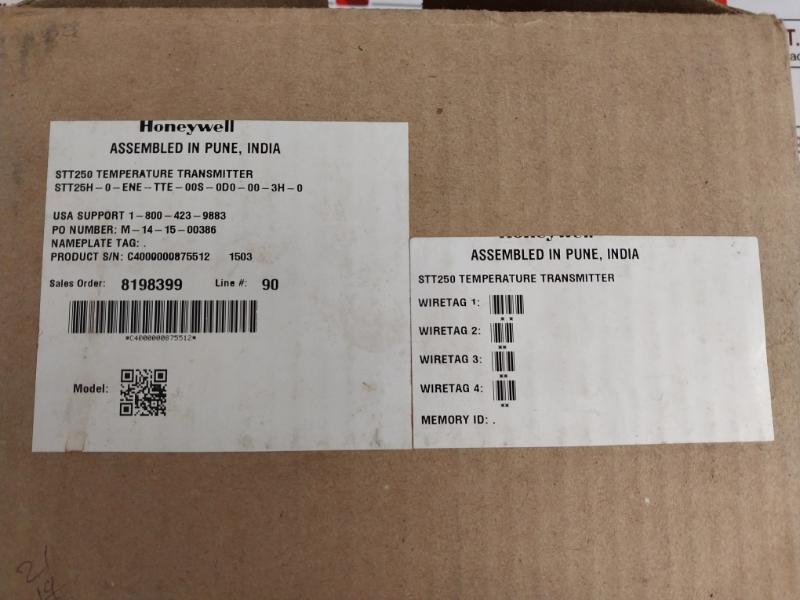 Honeywell
ASSEMBLED IN PUNE, INDIA
STT250 TEMPERATURE TRANSMITTER
STT25H-0-ENE-TTE-00S-0D0-00-3H-0
USA SUPPORT 1-800-423-9883
PO NUMBER: M-14-15-00386
NAMEPLATE TAG: .
PRODUCT S/N: C4000000875512 1503
Sales Order: 8198399 Line #: 90
*C4000000875512*
Model:
Honeywell
ASSEMBLED IN PUNE, INDIA
STT250 TEMPERATURE TRANSMITTER
WIRETAG 1:
**
WIRETAG 2:
**
WIRETAG 3:
**
WIRETAG 4:
**
MEMORY ID: .